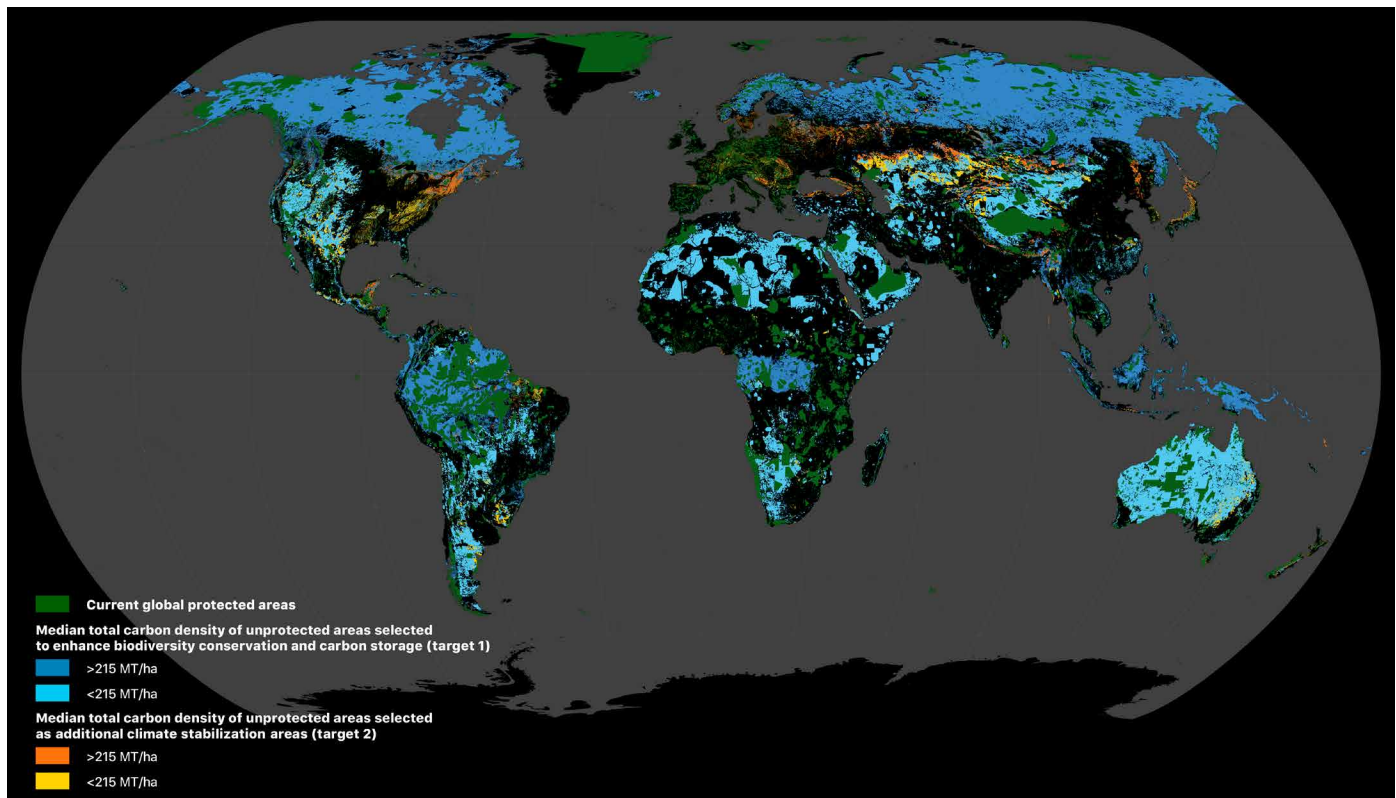 Current global protected areas
Median total carbon density of unprotected areas selected
to enhance biodiversity conservation and carbon storage (target 1)
>215 MT/ha
<215 MT/ha
Median total carbon density of unprotected areas selected
as additional climate stabilization areas (target 2)
>215 MT/ha
<215 MT/ha